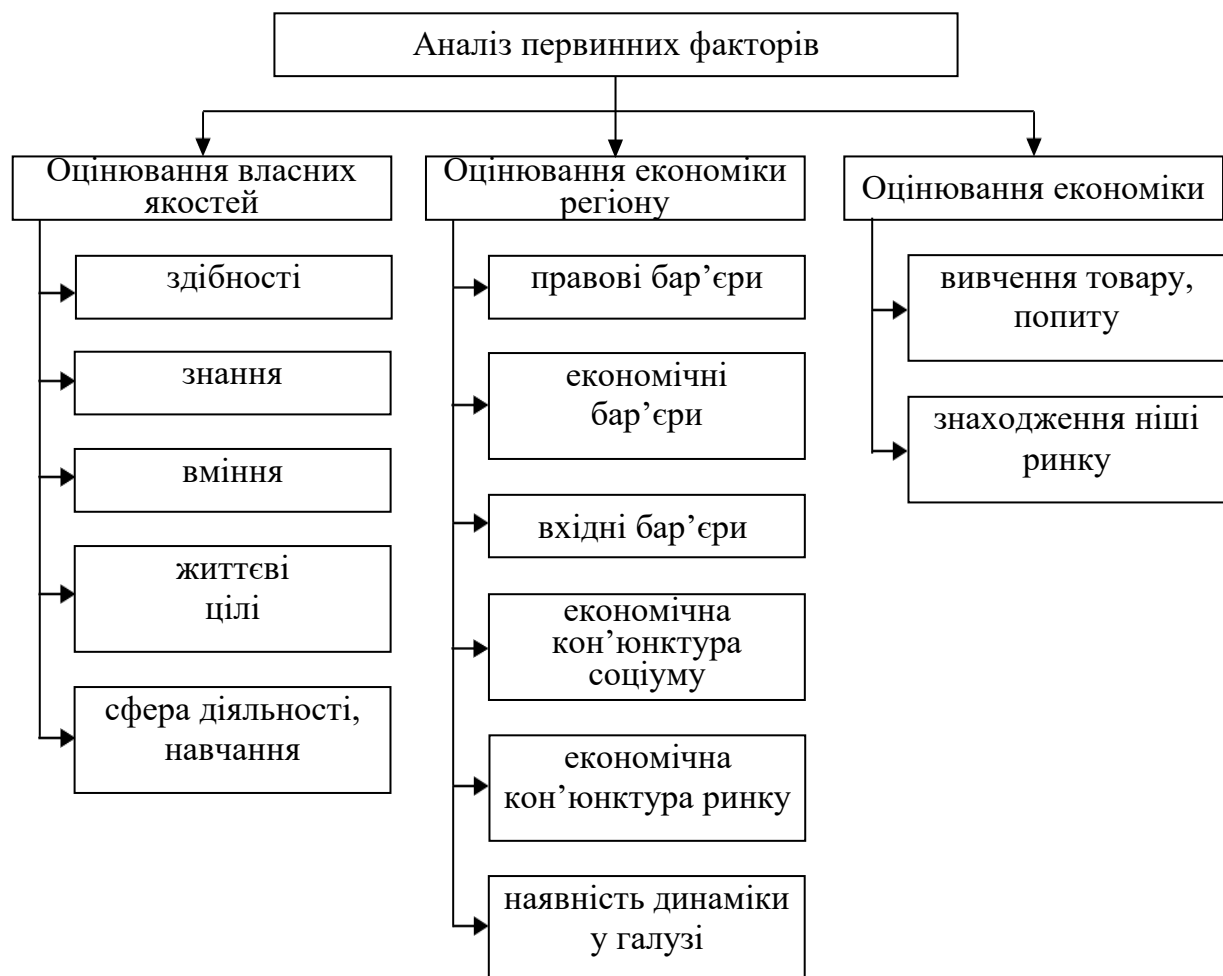 Аналіз первинних факторів
Оцінювання власних
якостей
здібності
знання
вміння
життєві
цілі
сфера діяльності,
навчання
Оцінювання економіки
регіону
правові бар’єри
економічні
бар’єри
вхідні бар’єри
економічна
кон’юнктура
соціуму
економічна
кон’юнктура ринку
наявність динаміки
у галузі
Оцінювання економіки
вивчення товару,
попиту
знаходження ніші
ринку